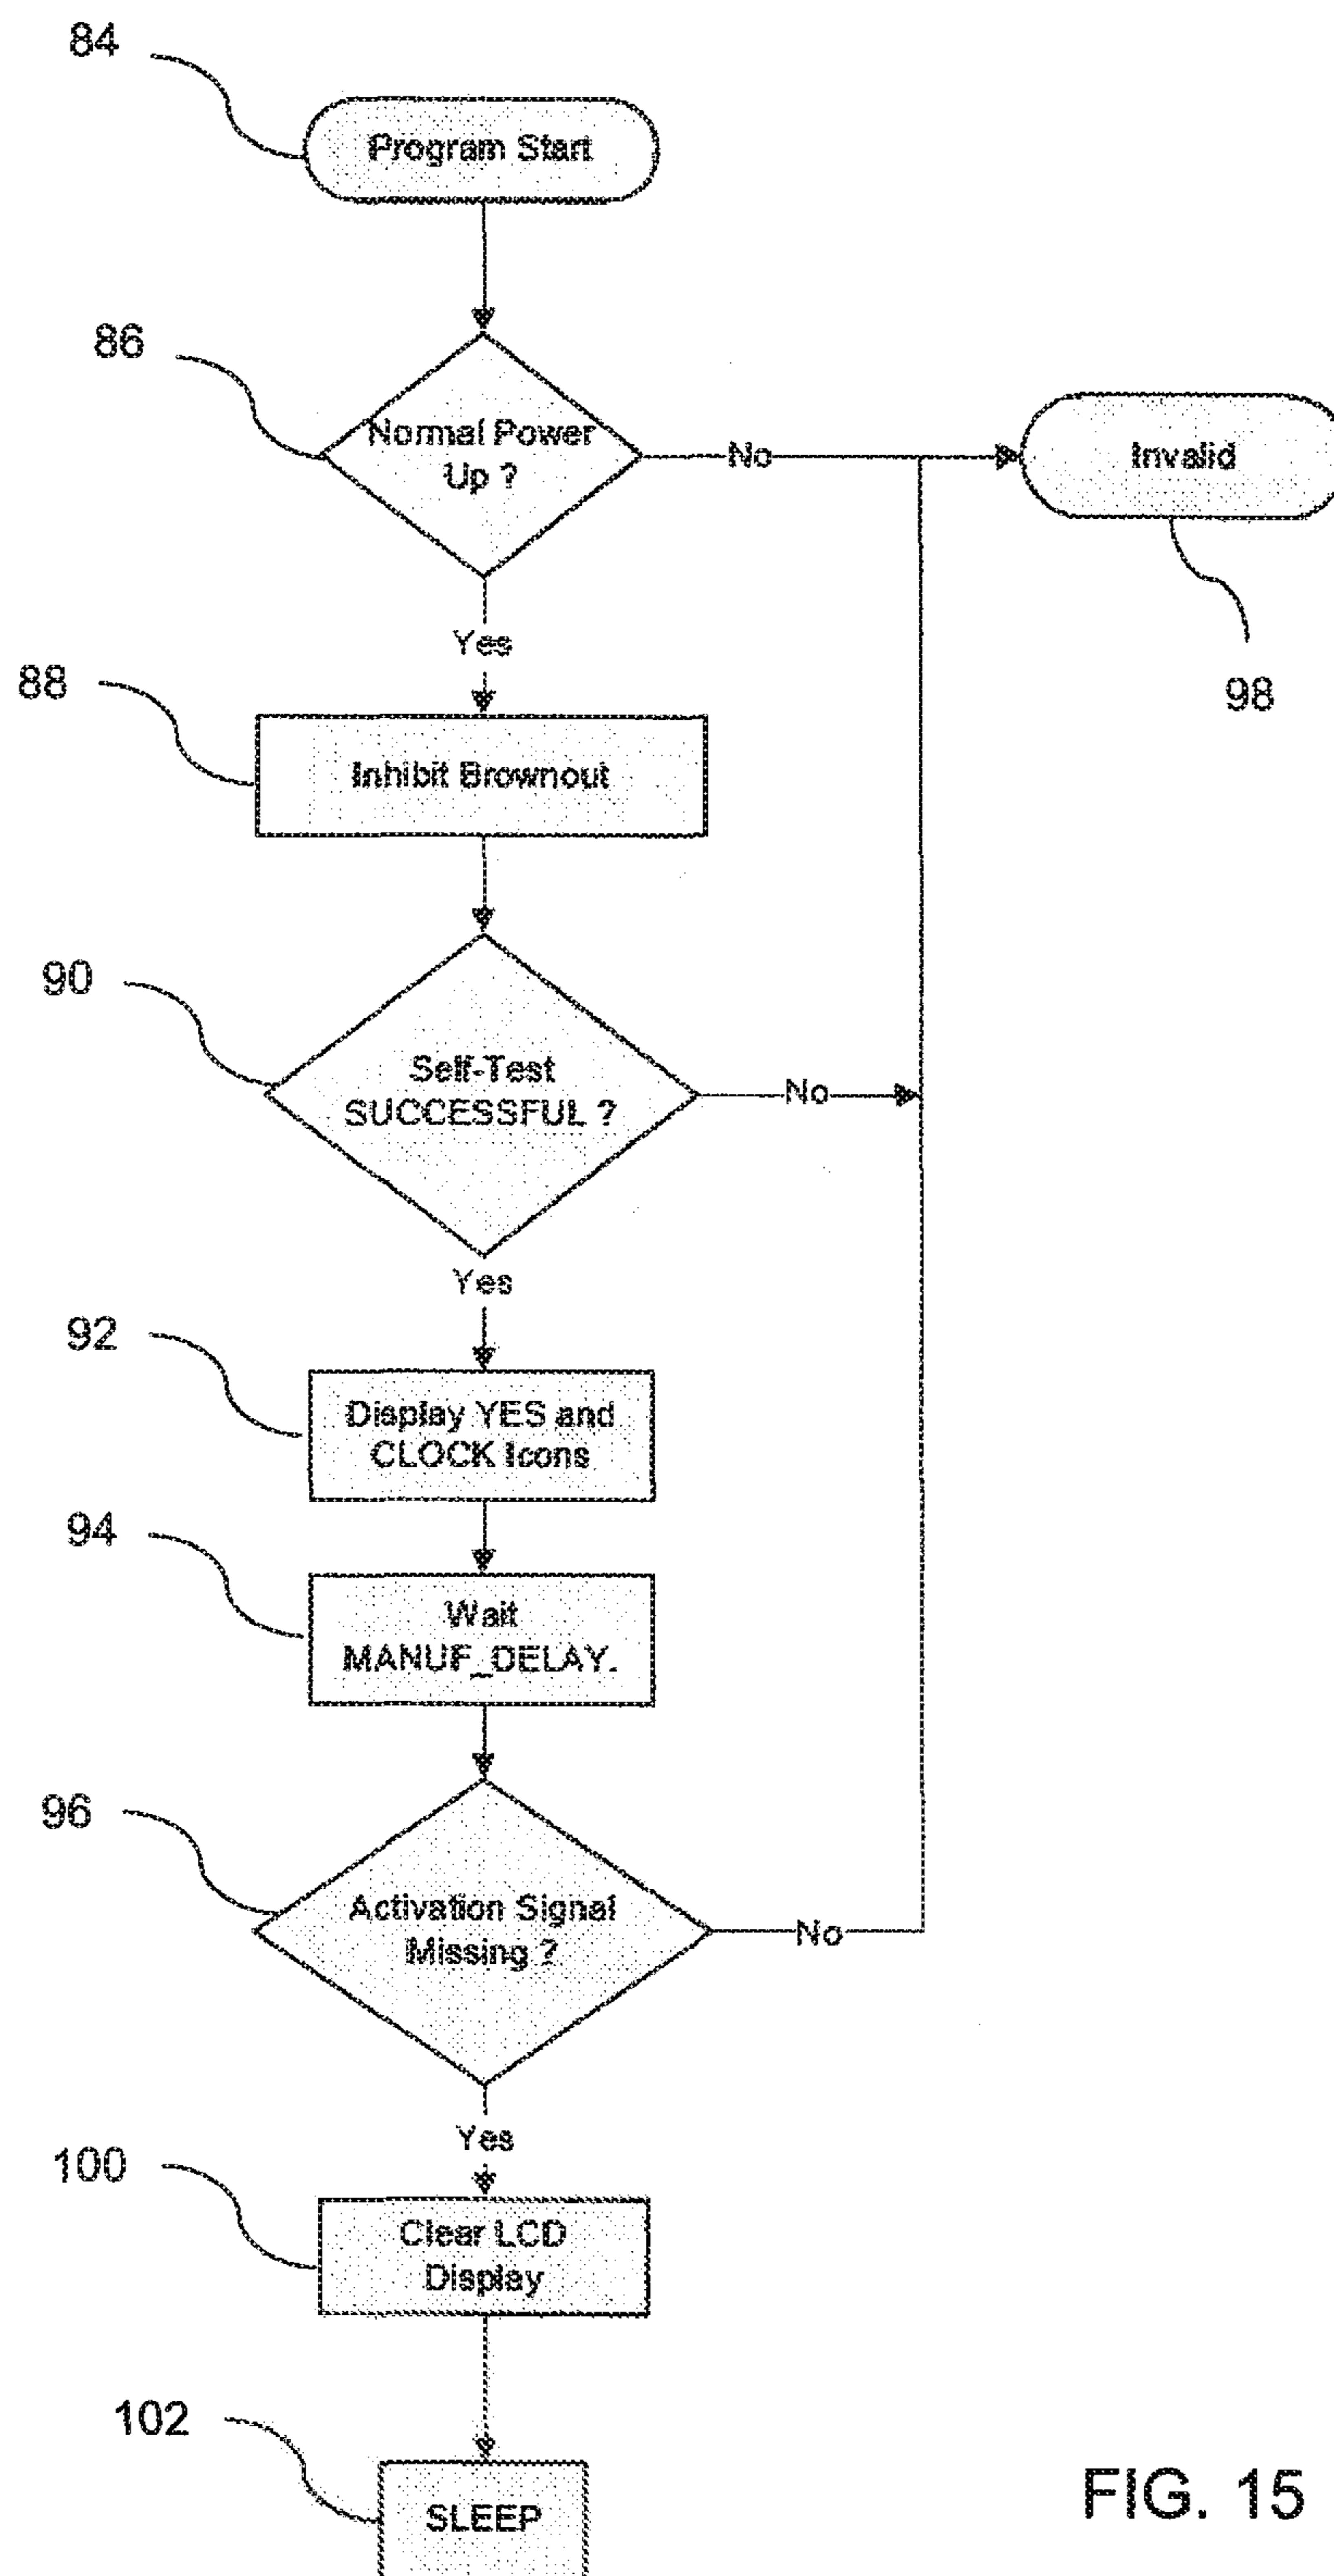 84
Program Start
86
Normal Power
Up ?
No
Invalid
98
Yes
88
Inhibit Brownout
90
Self-Test
SUCCESSFUL ?
No
Yes
92
Display YES and
CLOCK Icons
94
Wait
MANUF_DELAY.
96
Activation Signal
Missing ?
No
Yes
100
Clear LCD
Display
102
SLEEP
FIG. 15